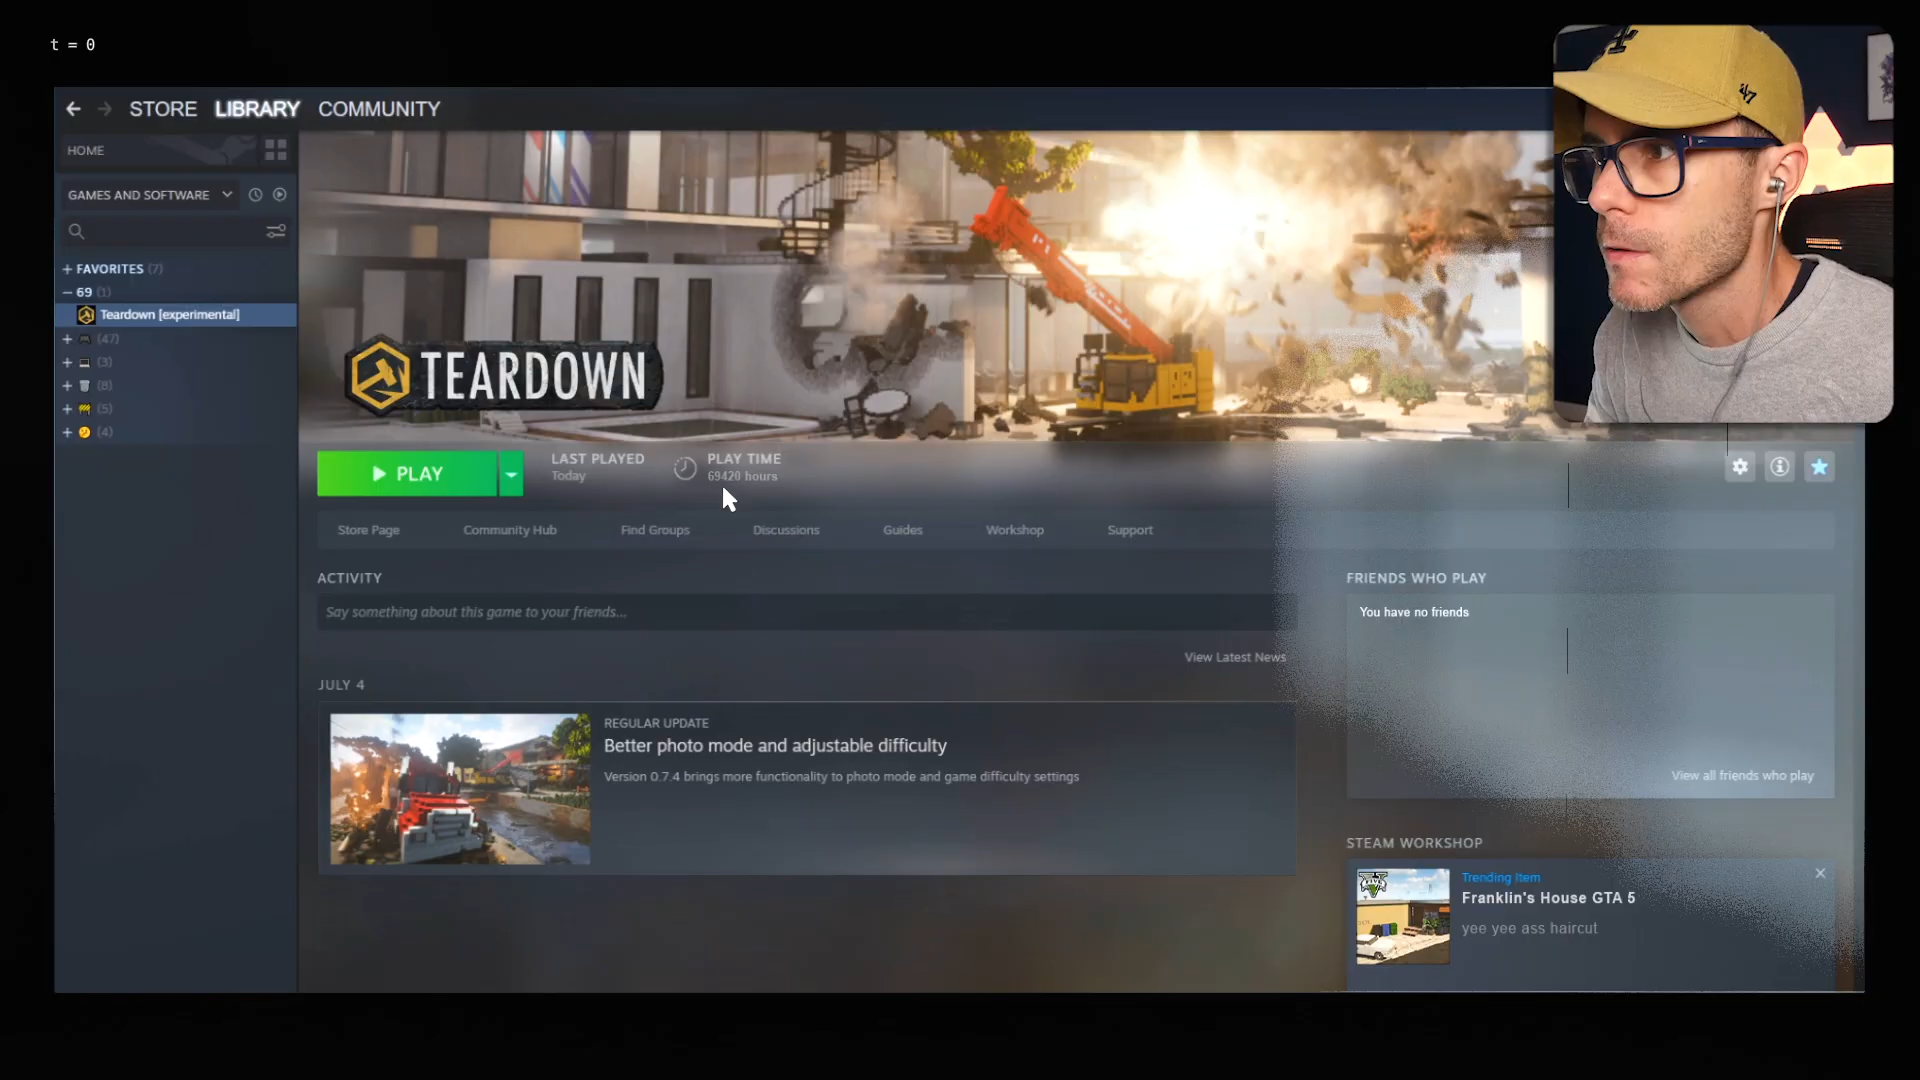 t = 0
STORE LIBRARY COMMUNITY
HOME
GAMES AND SOFTWARE
+ FAVORITES (7)
− 69 (1)
Teardown [experimental]
+ (47)
+ (3)
+ (8)
+ (5)
+ (4)
TEARDOWN
PLAY
LAST PLAYED
Today
PLAY TIME
69420 hours
Store Page Community Hub Find Groups Discussions Guides Workshop Support
ACTIVITY
Say something about this game to your friends...
View Latest News
JULY 4
REGULAR UPDATE
Better photo mode and adjustable difficulty
Version 0.7.4 brings more functionality to photo mode and game difficulty settings
FRIENDS WHO PLAY
You have no friends
View all friends who play
STEAM WORKSHOP
Trending Item
Franklin's House GTA 5
yee yee ass haircut
V
FIVE
47